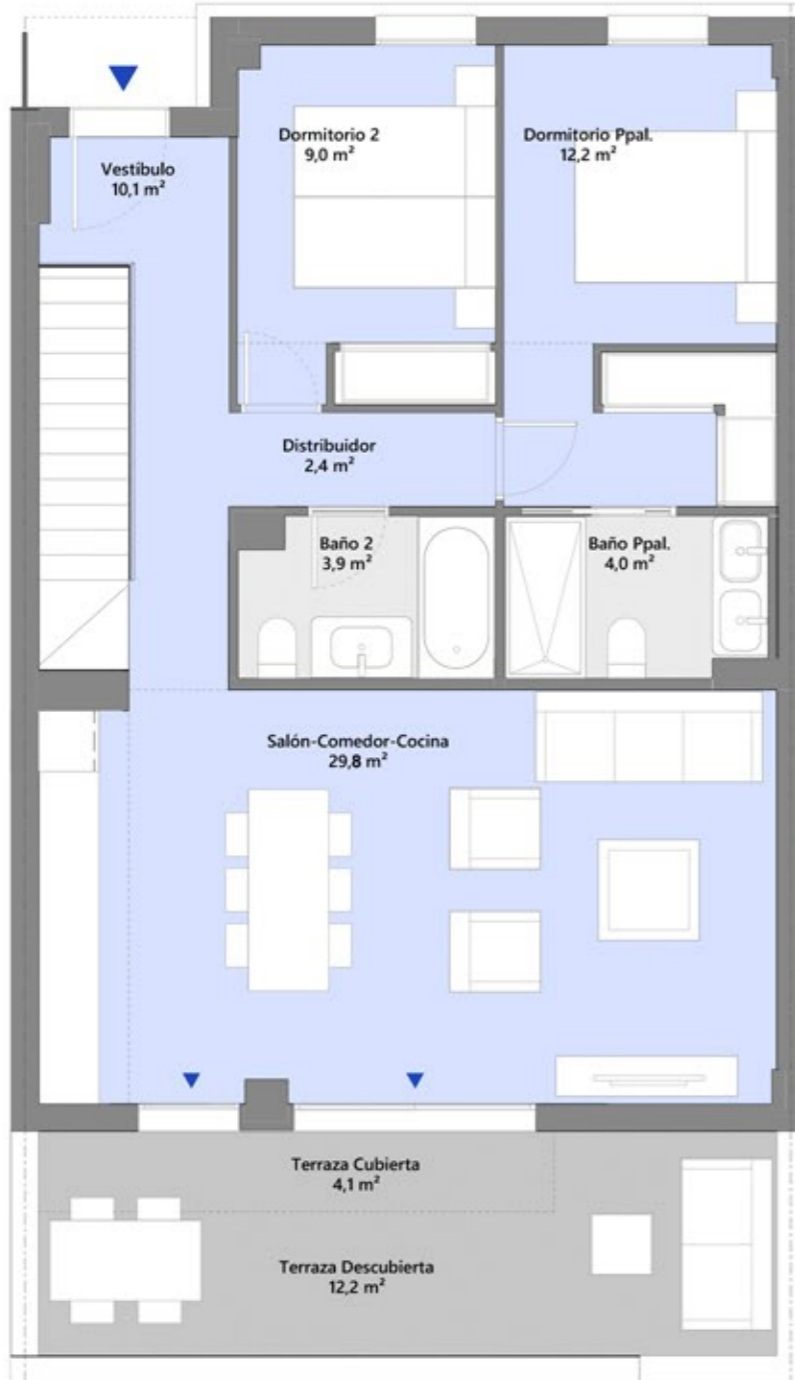 Dormitorio 2
9,0 m²
Dormitorio Ppal.
12,2 m²
Vestíbulo
10,1 m²
Distribuidor
2,4 m²
Baño 2
3,9 m²
Baño Ppal.
4,0 m²
Salón-Comedor-Cocina
29,8 m²
Terraza Cubierta
4,1 m²
Terraza Descubierta
12,2 m²